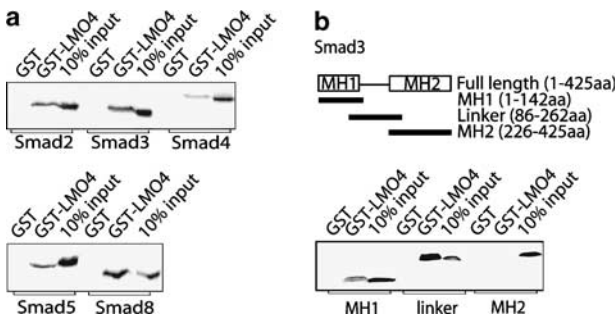 a
GST GST-LMO4 10% input GST GST-LMO4 10% input GST GST-LMO4 10% input
Smad2 Smad3 Smad4
GST GST-LMO4 10% input GST GST-LMO4 10% input
Smad5 Smad8
b
Smad3
MH1 MH2 Full length (1-425aa)
MH1 (1-142aa)
Linker (86-262aa)
MH2 (226-425aa)
GST GST-LMO4 10% input GST GST-LMO4 10% input GST GST-LMO4 10% input
MH1 linker MH2